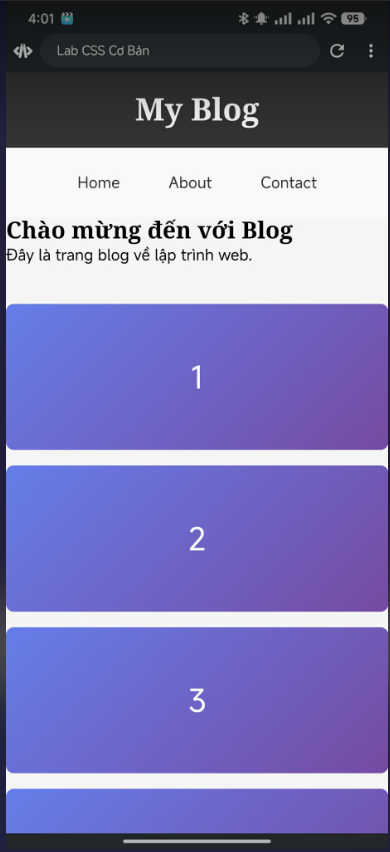 4:01
95
Lab CSS Cơ Bản
My Blog
Home About Contact
Chào mừng đến với Blog
Đây là trang blog về lập trình web.
1
2
3